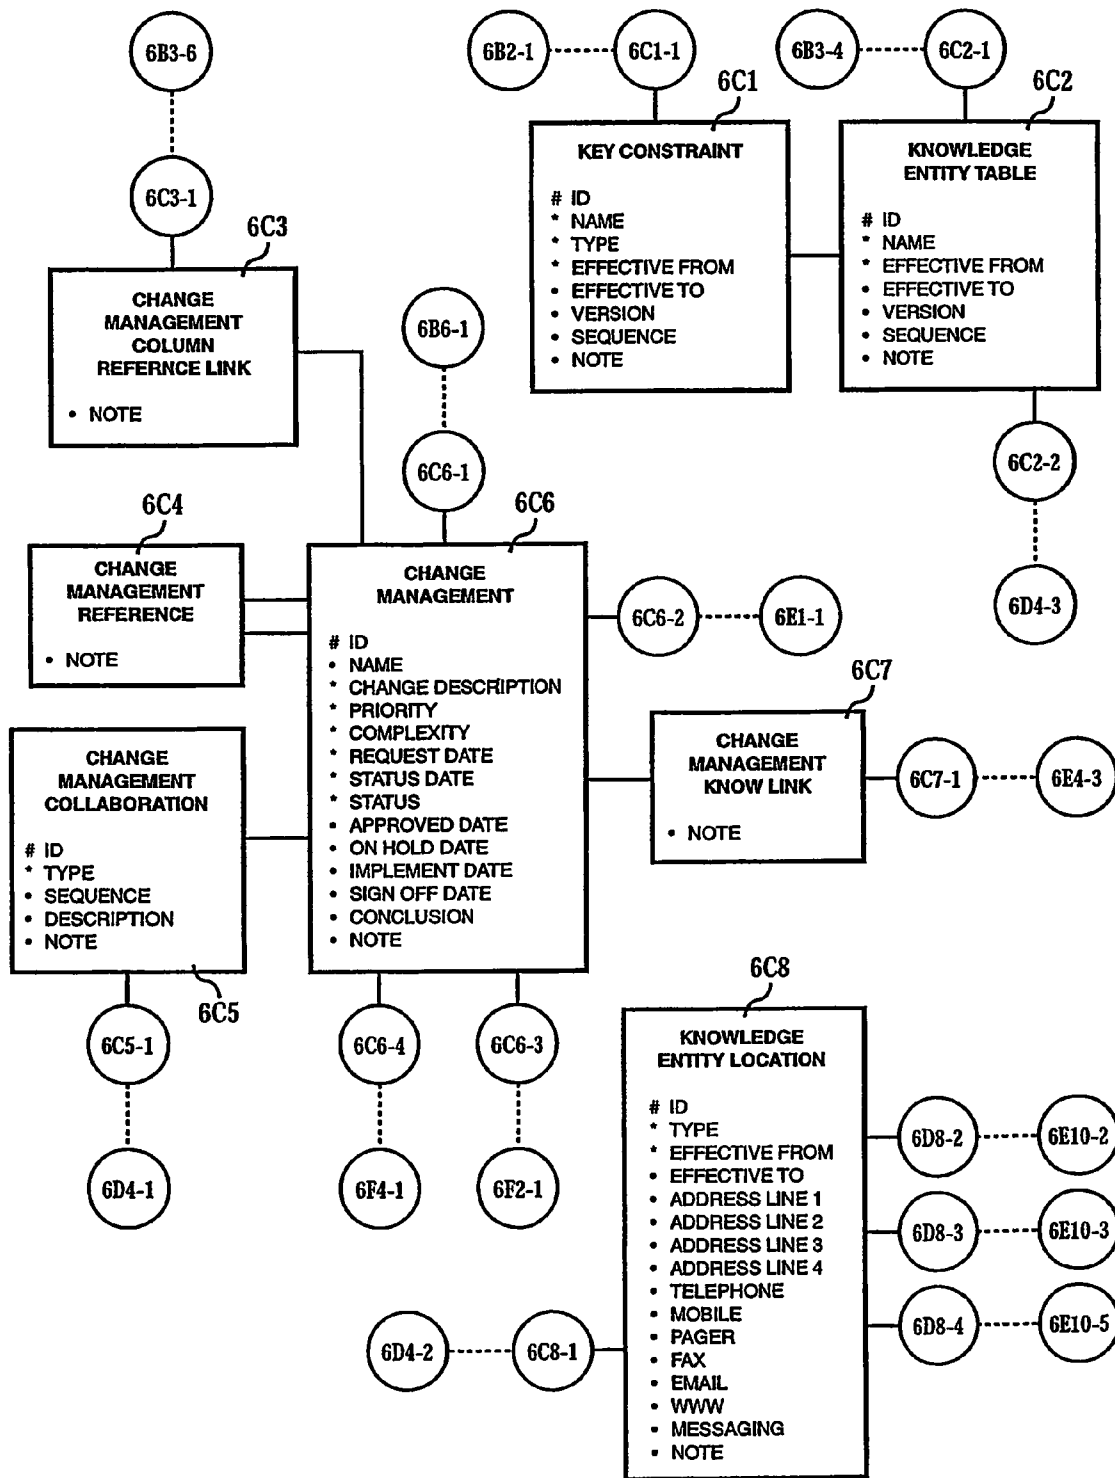 6B3-6
6B2-1
6C1-1
6B3-4
6C2-1
6C1
6C2
KEY CONSTRAINT
# ID
* NAME
* TYPE
* EFFECTIVE FROM
• EFFECTIVE TO
• VERSION
• SEQUENCE
• NOTE
KNOWLEDGE
ENTITY TABLE
# ID
* NAME
* EFFECTIVE FROM
• EFFECTIVE TO
• VERSION
• SEQUENCE
• NOTE
6C3-1
6C3
CHANGE
MANAGEMENT
COLUMN
REFERNCE LINK
• NOTE
6B6-1
6C6-1
6C2-2
6D4-3
6C4
CHANGE
MANAGEMENT
REFERENCE
• NOTE
6C6
CHANGE
MANAGEMENT
# ID
• NAME
* CHANGE DESCRIPTION
* PRIORITY
* COMPLEXITY
* REQUEST DATE
* STATUS DATE
* STATUS
• APPROVED DATE
• ON HOLD DATE
• IMPLEMENT DATE
• SIGN OFF DATE
• CONCLUSION
• NOTE
6C6-2
6E1-1
6C7
CHANGE
MANAGEMENT
KNOW LINK
• NOTE
6C7-1
6E4-3
CHANGE
MANAGEMENT
COLLABORATION
# ID
* TYPE
• SEQUENCE
• DESCRIPTION
• NOTE
6C5
6C5-1
6C6-4
6C6-3
6D4-1
6F4-1
6F2-1
6C8
KNOWLEDGE
ENTITY LOCATION
# ID
* TYPE
* EFFECTIVE FROM
• EFFECTIVE TO
• ADDRESS LINE 1
• ADDRESS LINE 2
• ADDRESS LINE 3
• ADDRESS LINE 4
• TELEPHONE
• MOBILE
• PAGER
• FAX
• EMAIL
• WWW
• MESSAGING
• NOTE
6D8-2
6E10-2
6D8-3
6E10-3
6D8-4
6E10-5
6D4-2
6C8-1